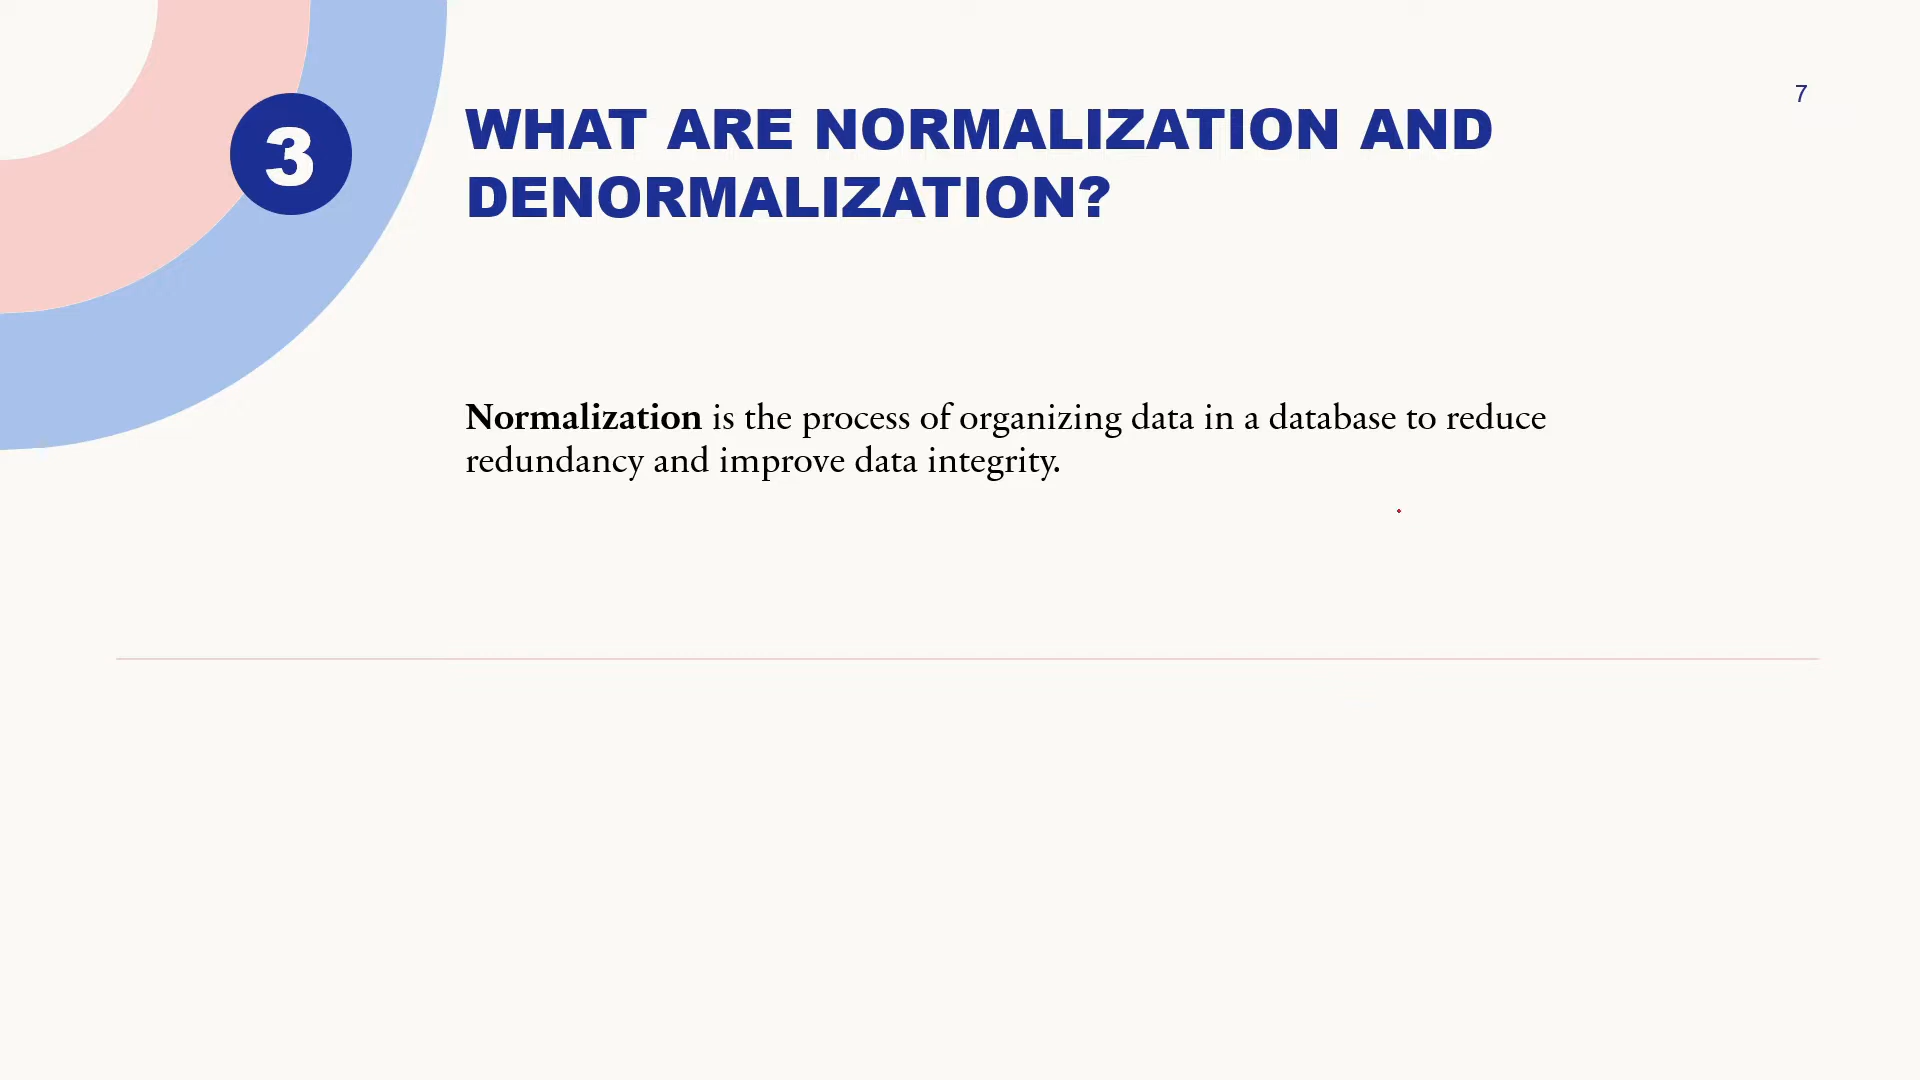 3
WHAT ARE NORMALIZATION AND
DENORMALIZATION?
7
Normalization is the process of organizing data in a database to reduce
redundancy and improve data integrity.